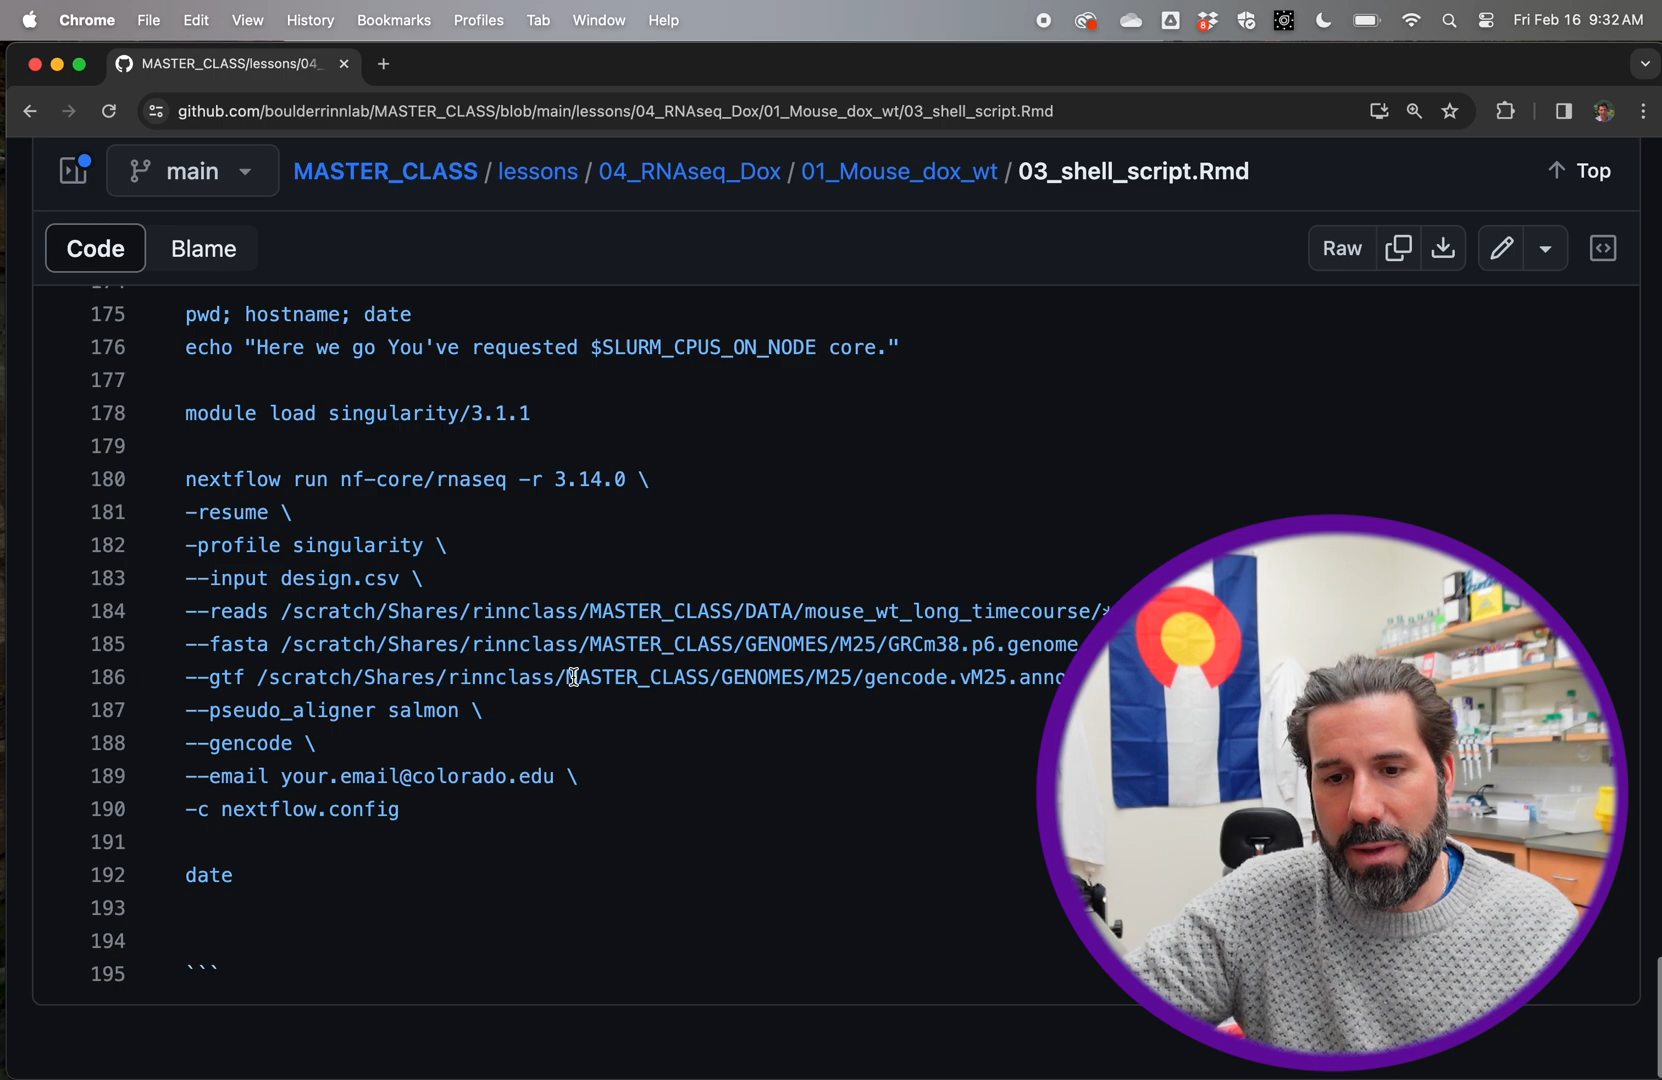 Chrome File Edit View History Bookmarks Profiles Tab Window Help Fri Feb 16 9:32 AM
MASTER_CLASS/lessons/04_
github.com/boulderrinnlab/MASTER_CLASS/blob/main/lessons/04_RNAseq_Dox/01_Mouse_dox_wt/03_shell_script.Rmd
main MASTER_CLASS / lessons / 04_RNAseq_Dox / 01_Mouse_dox_wt / 03_shell_script.Rmd Top
Code Blame Raw
175 pwd; hostname; date
176 echo "Here we go You've requested $SLURM_CPUS_ON_NODE core."
177
178 module load singularity/3.1.1
179
180 nextflow run nf-core/rnaseq -r 3.14.0 \
181 -resume \
182 -profile singularity \
183 --input design.csv \
184 --reads /scratch/Shares/rinnclass/MASTER_CLASS/DATA/mouse_wt_long_timecourse/*
185 --fasta /scratch/Shares/rinnclass/MASTER_CLASS/GENOMES/M25/GRCm38.p6.genome
186 --gtf /scratch/Shares/rinnclass/MASTER_CLASS/GENOMES/M25/gencode.vM25.anno
187 --pseudo_aligner salmon \
188 --gencode \
189 --email your.email@colorado.edu \
190 -c nextflow.config
191
192 date
193
194
195 ```